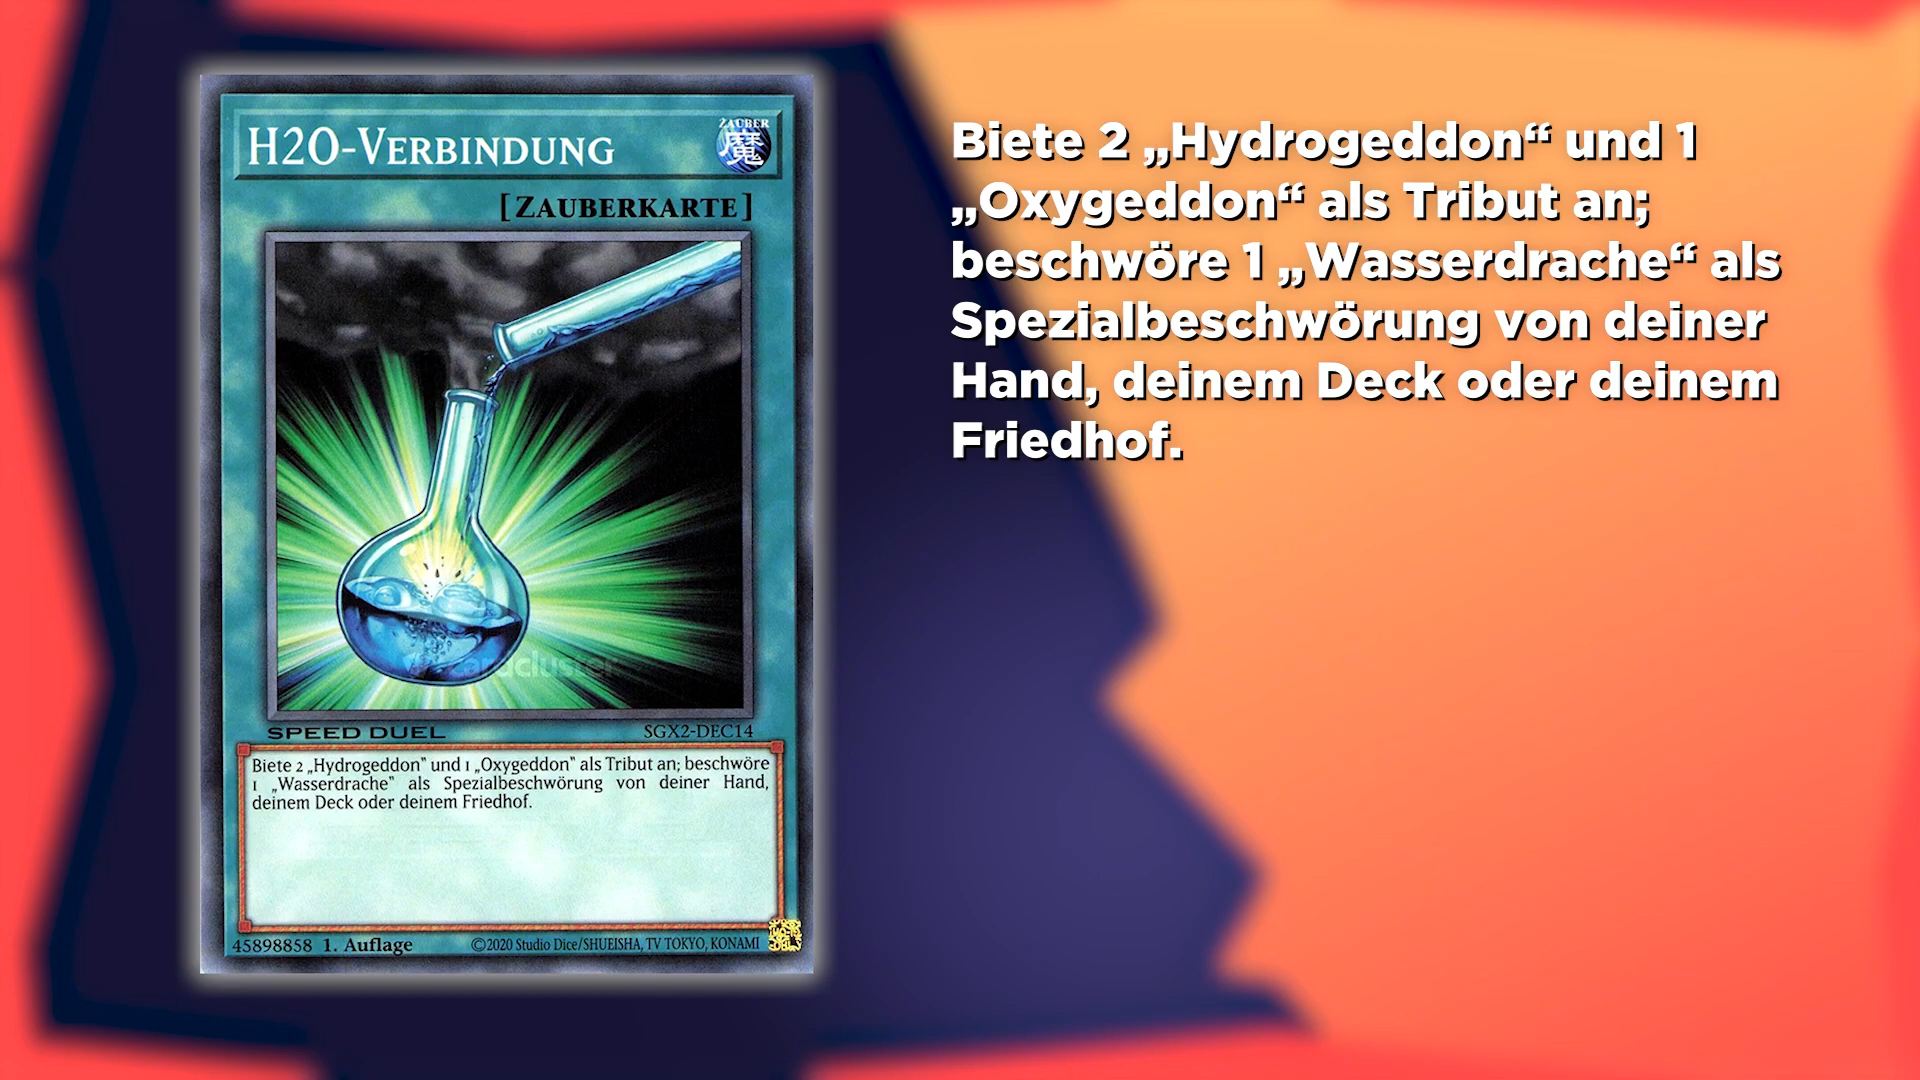 H2O-Verbindung
ZAUBER
魔
[Zauberkarte]
SPEED DUEL
SGX2-DEC14
Biete 2 „Hydrogeddon" und 1 „Oxygeddon" als Tribut an; beschwöre
1 „Wasserdrache" als Spezialbeschwörung von deiner Hand,
deinem Deck oder deinem Friedhof.
45898858 1. Auflage
©2020 Studio Dice/SHUEISHA, TV TOKYO, KONAMI
Biete 2 „Hydrogeddon“ und 1
„Oxygeddon“ als Tribut an;
beschwöre 1 „Wasserdrache“ als
Spezialbeschwörung von deiner
Hand, deinem Deck oder deinem
Friedhof.